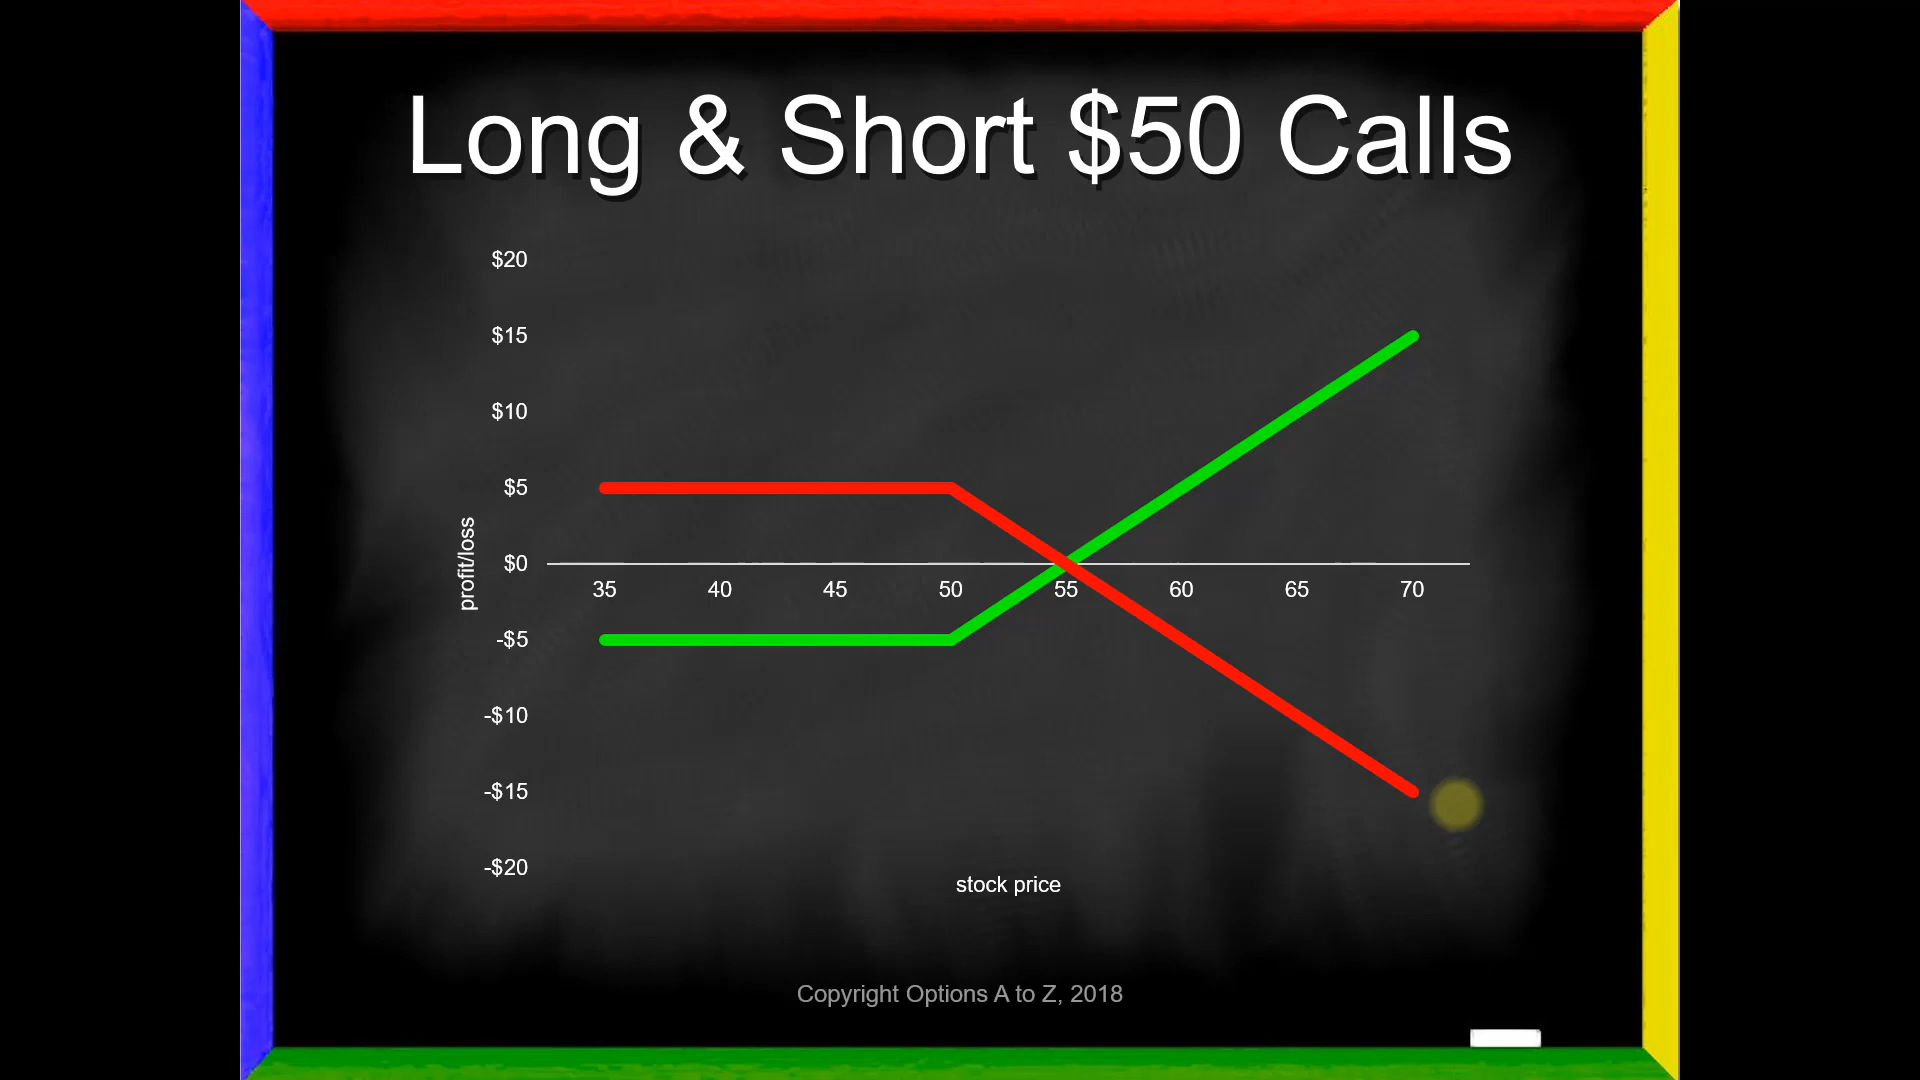 Long & Short $50 Calls
$20
$15
$10
$5
profit/loss
$0
35 40 45 50 55 60 65 70
-$5
-$10
-$15
-$20
stock price
Copyright Options A to Z, 2018